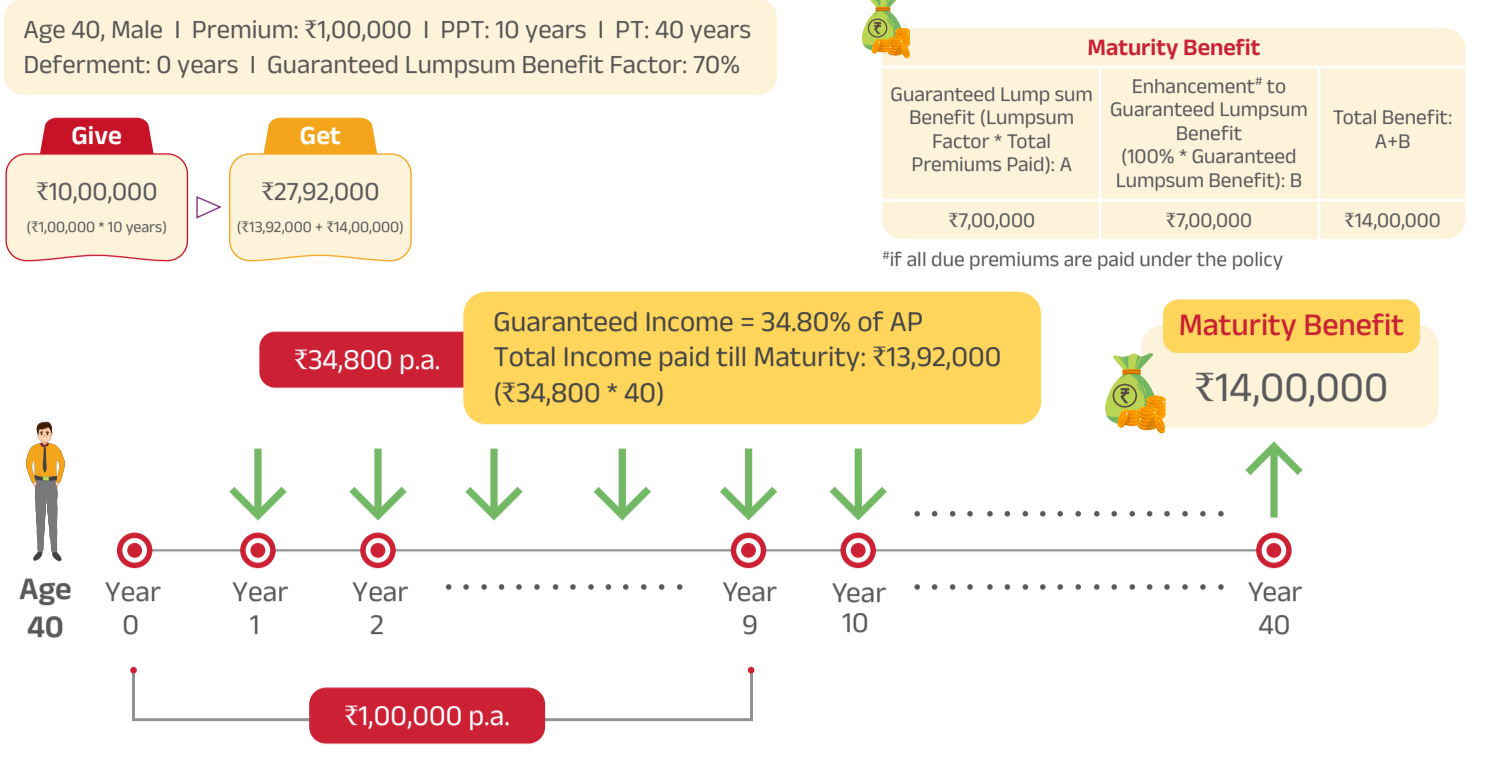 Age 40, Male I Premium: ₹1,00,000 I PPT: 10 years I PT: 40 years
Deferment: 0 years I Guaranteed Lumpsum Benefit Factor: 70%
Give
₹10,00,000
(₹1,00,000 * 10 years)
Get
₹27,92,000
(₹13,92,000 + ₹14,00,000)
₹
Maturity Benefit
Guaranteed Lump sum
Benefit (Lumpsum
Factor * Total
Premiums Paid): A
Enhancement# to
Guaranteed Lumpsum
Benefit
(100% * Guaranteed
Lumpsum Benefit): B
Total Benefit:
A+B
₹7,00,000
₹7,00,000
₹14,00,000
#if all due premiums are paid under the policy
₹34,800 p.a.
Guaranteed Income = 34.80% of AP
Total Income paid till Maturity: ₹13,92,000
(₹34,800 * 40)
Maturity Benefit
₹
₹14,00,000
Age
40
Year
0
Year
1
Year
2
Year
9
Year
10
Year
40
₹1,00,000 p.a.